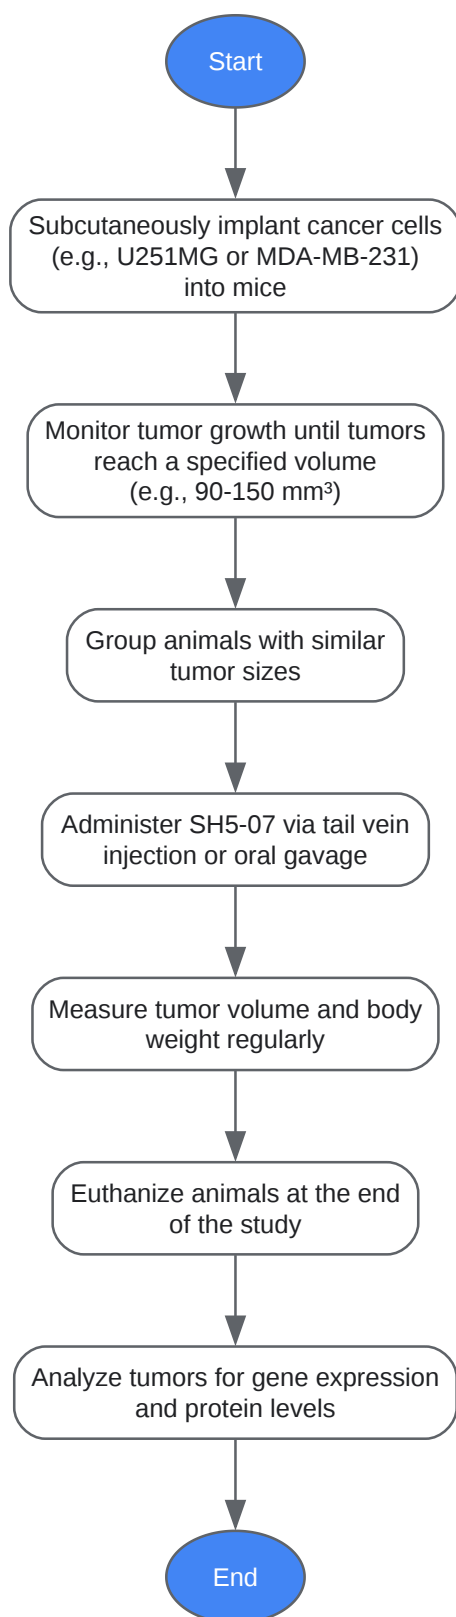 Start
Subcutaneously implant cancer cells
(e.g., U251MG or MDA-MB-231)
into mice
Monitor tumor growth until tumors
reach a specified volume
(e.g., 90-150 mm³)
Group animals with similar
tumor sizes
Administer SH5-07 via tail vein
injection or oral gavage
Measure tumor volume and body
weight regularly
Euthanize animals at the end
of the study
Analyze tumors for gene expression
and protein levels
End